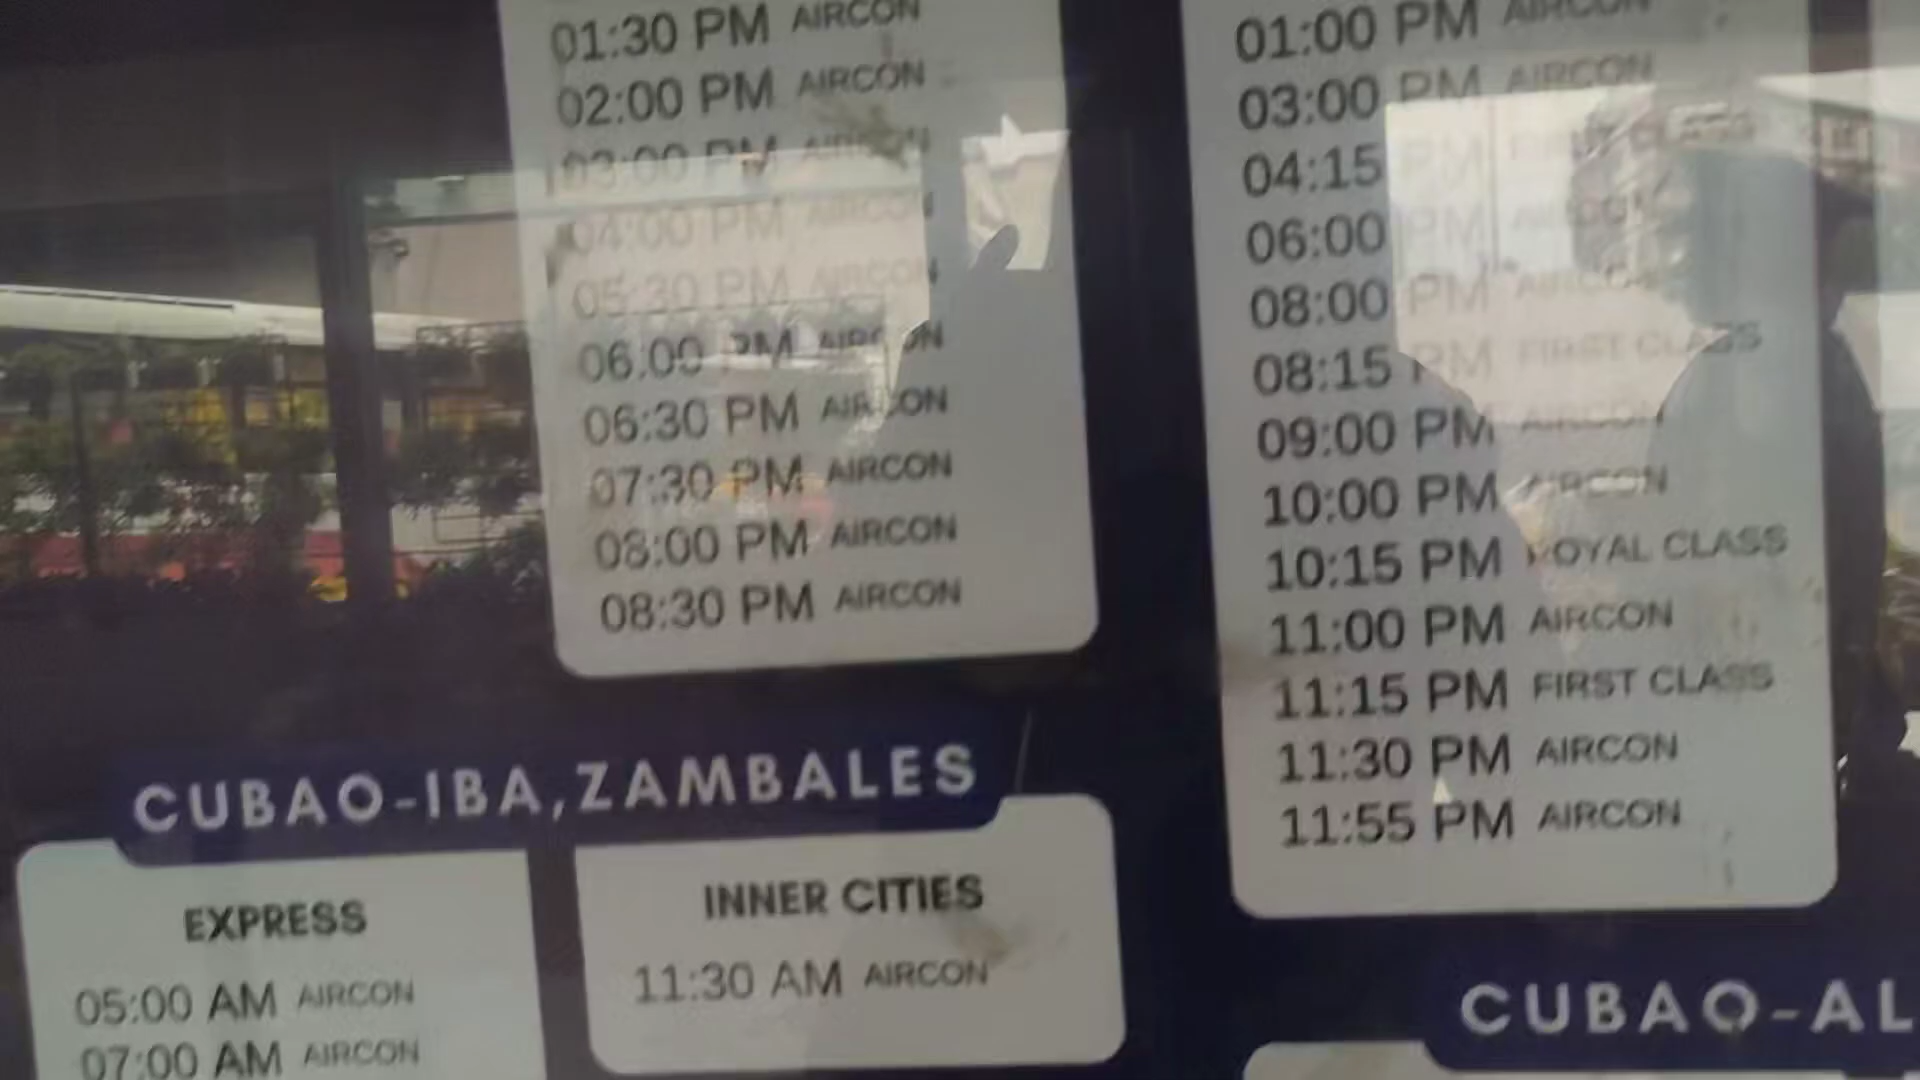 01:30 PM AIRCON
02:00 PM AIRCON
03:00 PM AIRCON
04:00 PM AIRCON
05:30 PM AIRCON
06:00 PM AIRCON
06:30 PM AIRCON
07:30 PM AIRCON
08:00 PM AIRCON
08:30 PM AIRCON
CUBAO-IBA,ZAMBALES
EXPRESS
05:00 AM AIRCON
07:00 AM AIRCON
INNER CITIES
11:30 AM AIRCON
01:00 PM AIRCON
03:00 PM AIRCON
04:15 PM
06:00 PM AIRCON
08:00 PM AIRCON
08:15 PM FIRST CLASS
09:00 PM AIRCON
10:00 PM AIRCON
10:15 PM ROYAL CLASS
11:00 PM AIRCON
11:15 PM FIRST CLASS
11:30 PM AIRCON
11:55 PM AIRCON
CUBAO-AL